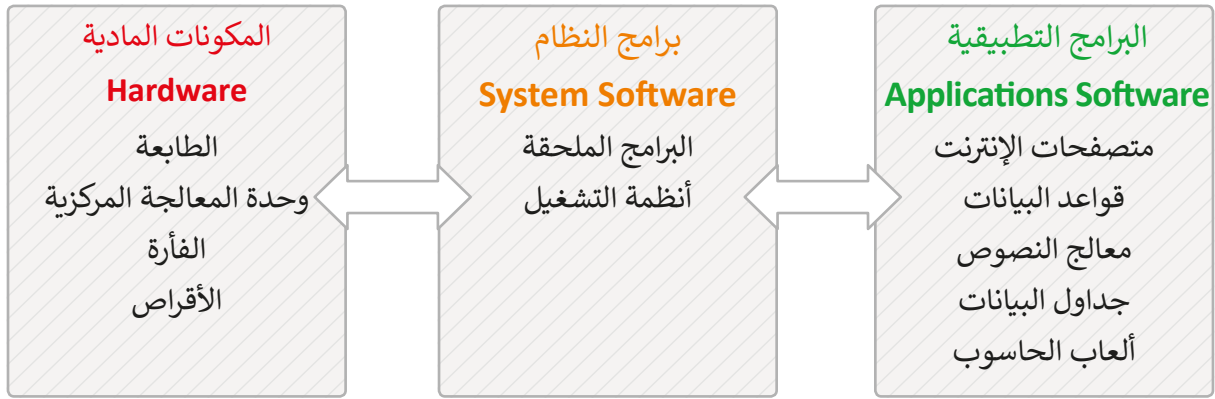 البرامج التطبيقية
Applications Software
متصفحات الإنترنت
قواعد البيانات
معالج النصوص
جداول البيانات
ألعاب الحاسوب
برامج النظام
System Software
البرامج الملحقة
أنظمة التشغيل
المكونات المادية
Hardware
الطابعة
وحدة المعالجة المركزية
الفأرة
الأقراص